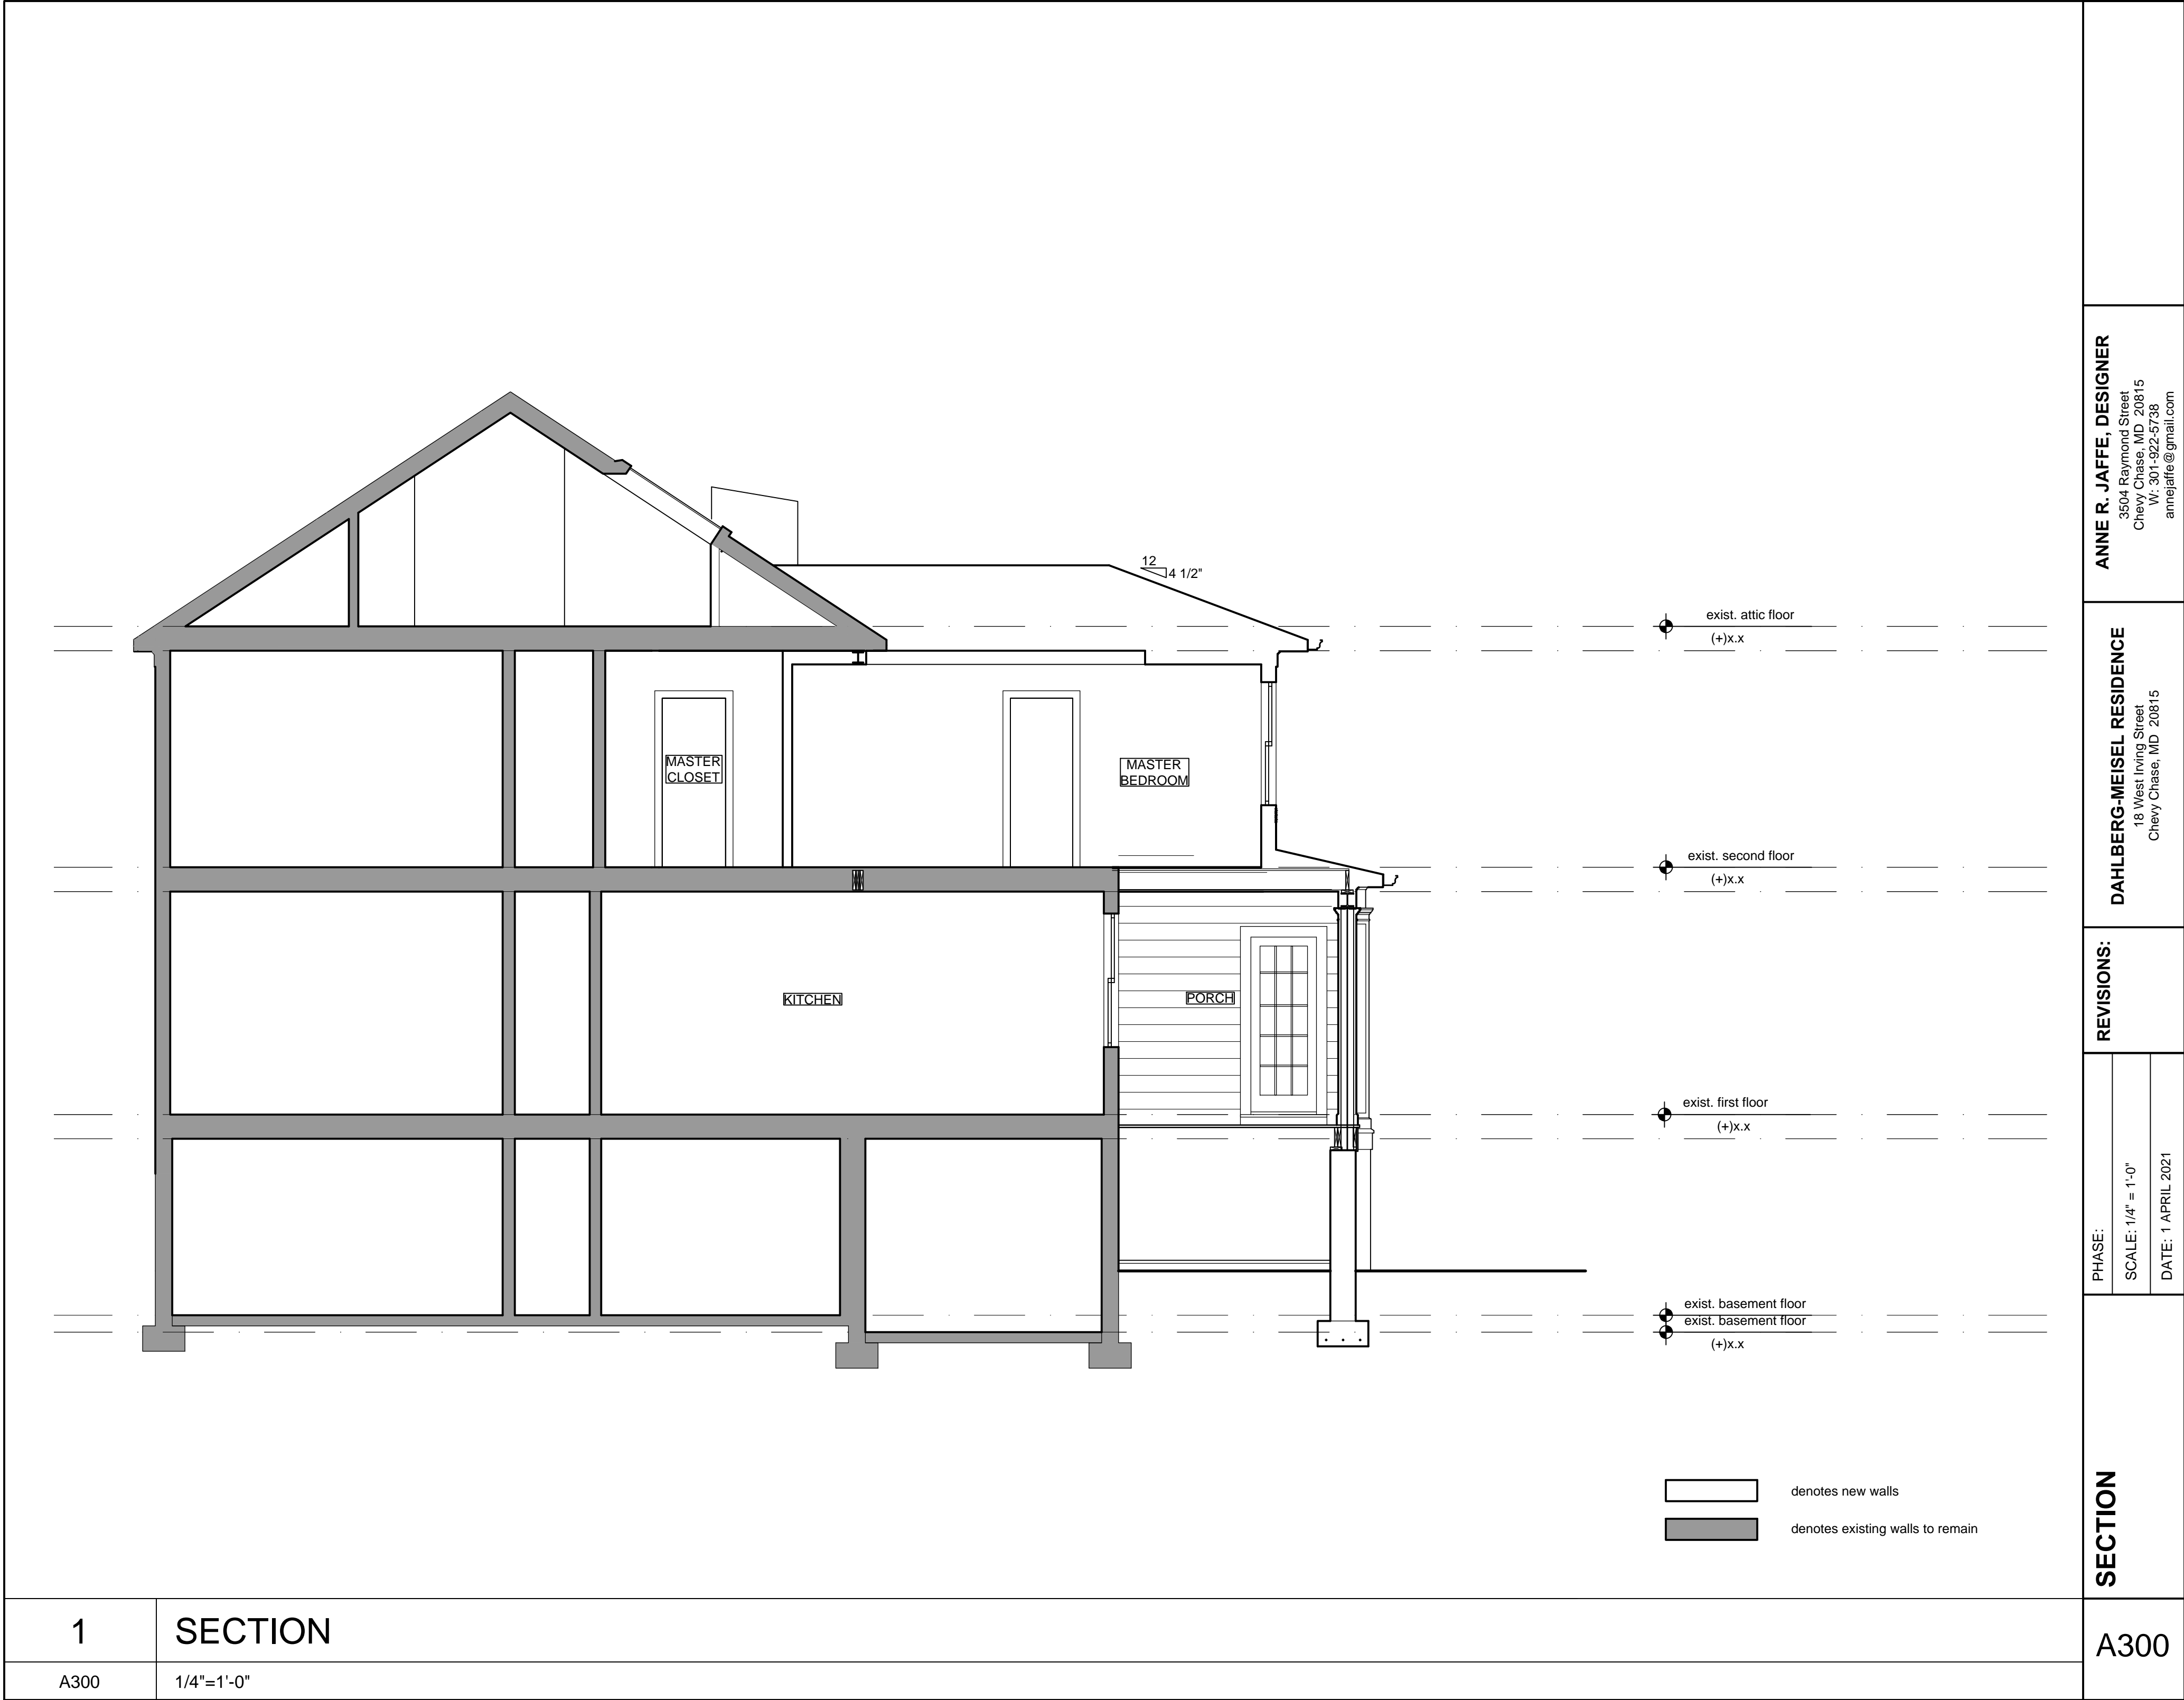 12
4 1/2"
exist. attic floor
(+)x.x
MASTER
CLOSET
MASTER
BEDROOM
exist. second floor
(+)x.x
KITCHEN
PORCH
exist. first floor
(+)x.x
exist. basement floor
exist. basement floor
(+)x.x
denotes new walls
denotes existing walls to remain
1
SECTION
A300
1/4"=1'-0"
ANNE R. JAFFE, DESIGNER
3504 Raymond Street
Chevy Chase, MD 20815
W: 301-922-5738
annejaffe@gmail.com
DAHLBERG-MEISEL RESIDENCE
18 West Irving Street
Chevy Chase, MD 20815
REVISIONS:
PHASE:
SCALE: 1/4" = 1'-0"
DATE: 1 APRIL 2021
SECTION
A300